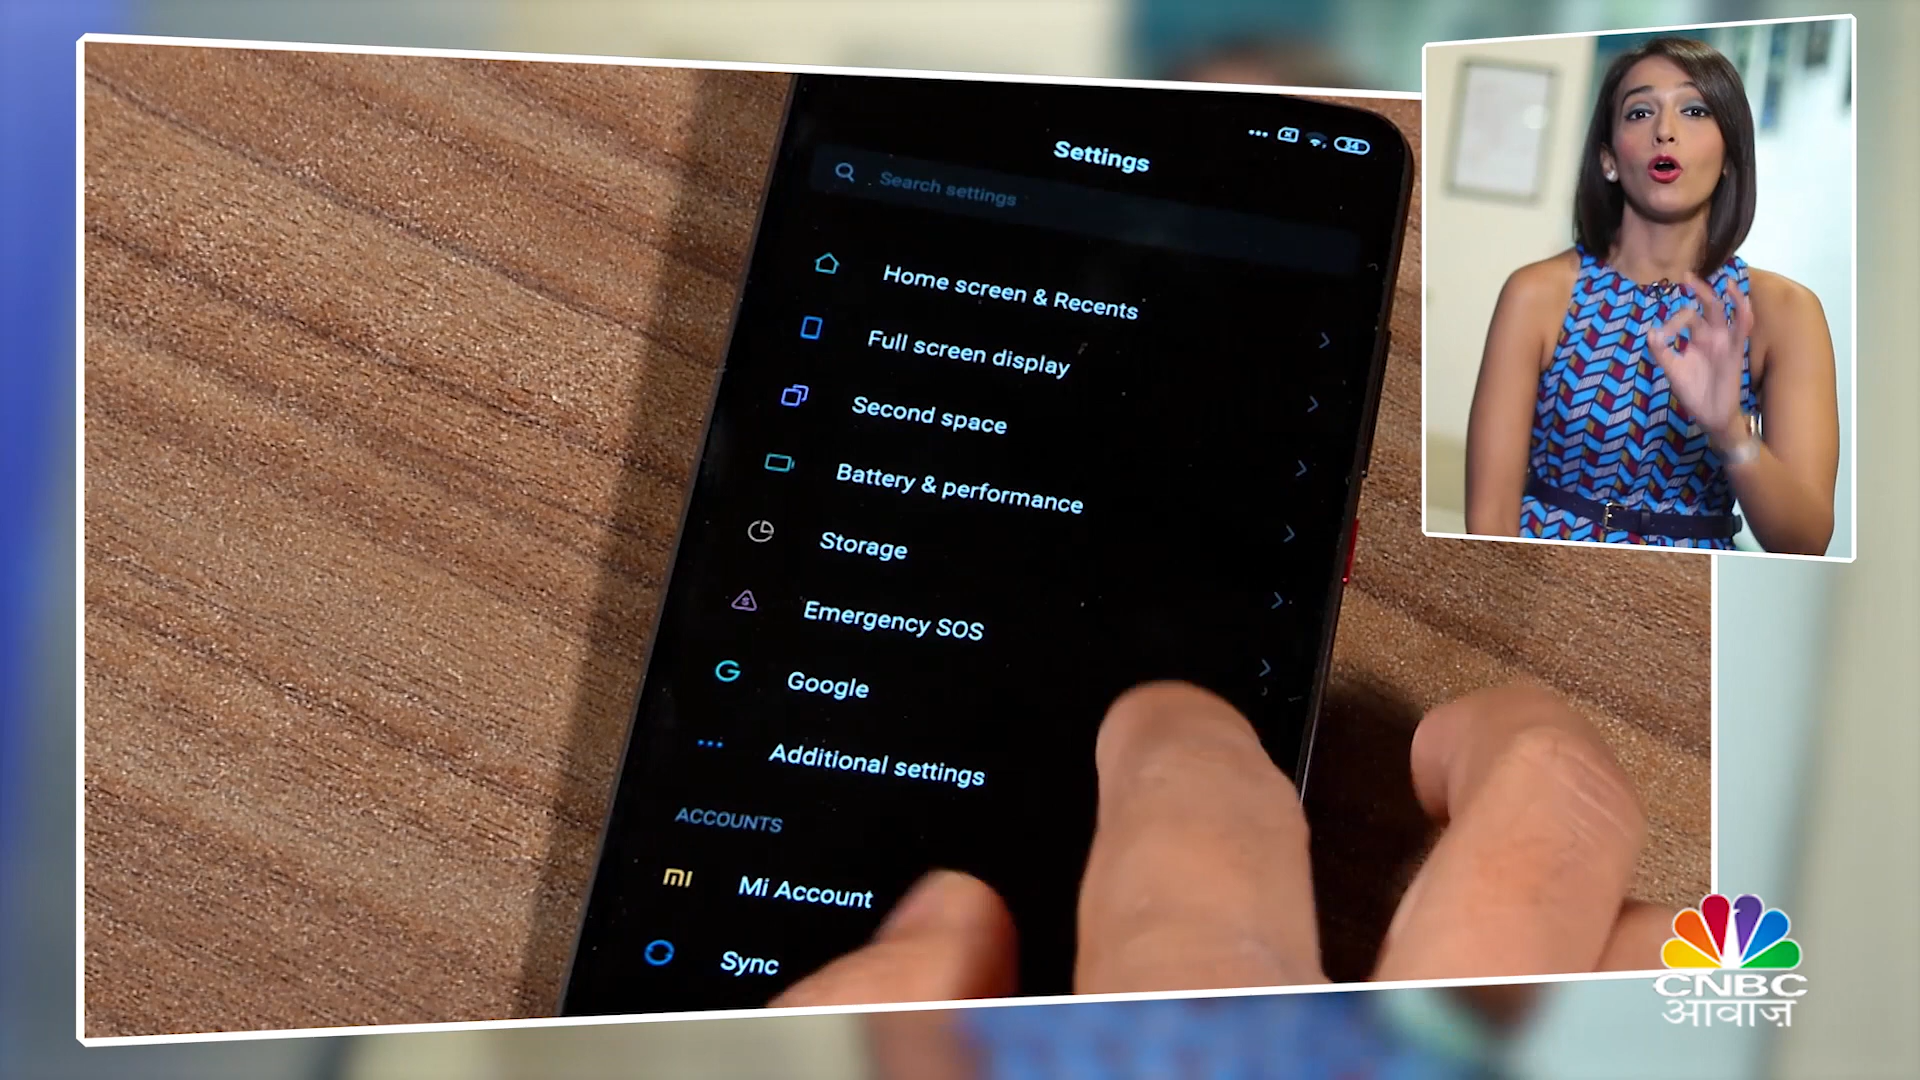 34
Settings
Search settings
Home screen & Recents
Full screen display
Second space
Battery & performance
Storage
Emergency SOS
Google
Additional settings
ACCOUNTS
Mi Account
Sync
CNBC
आवाज़